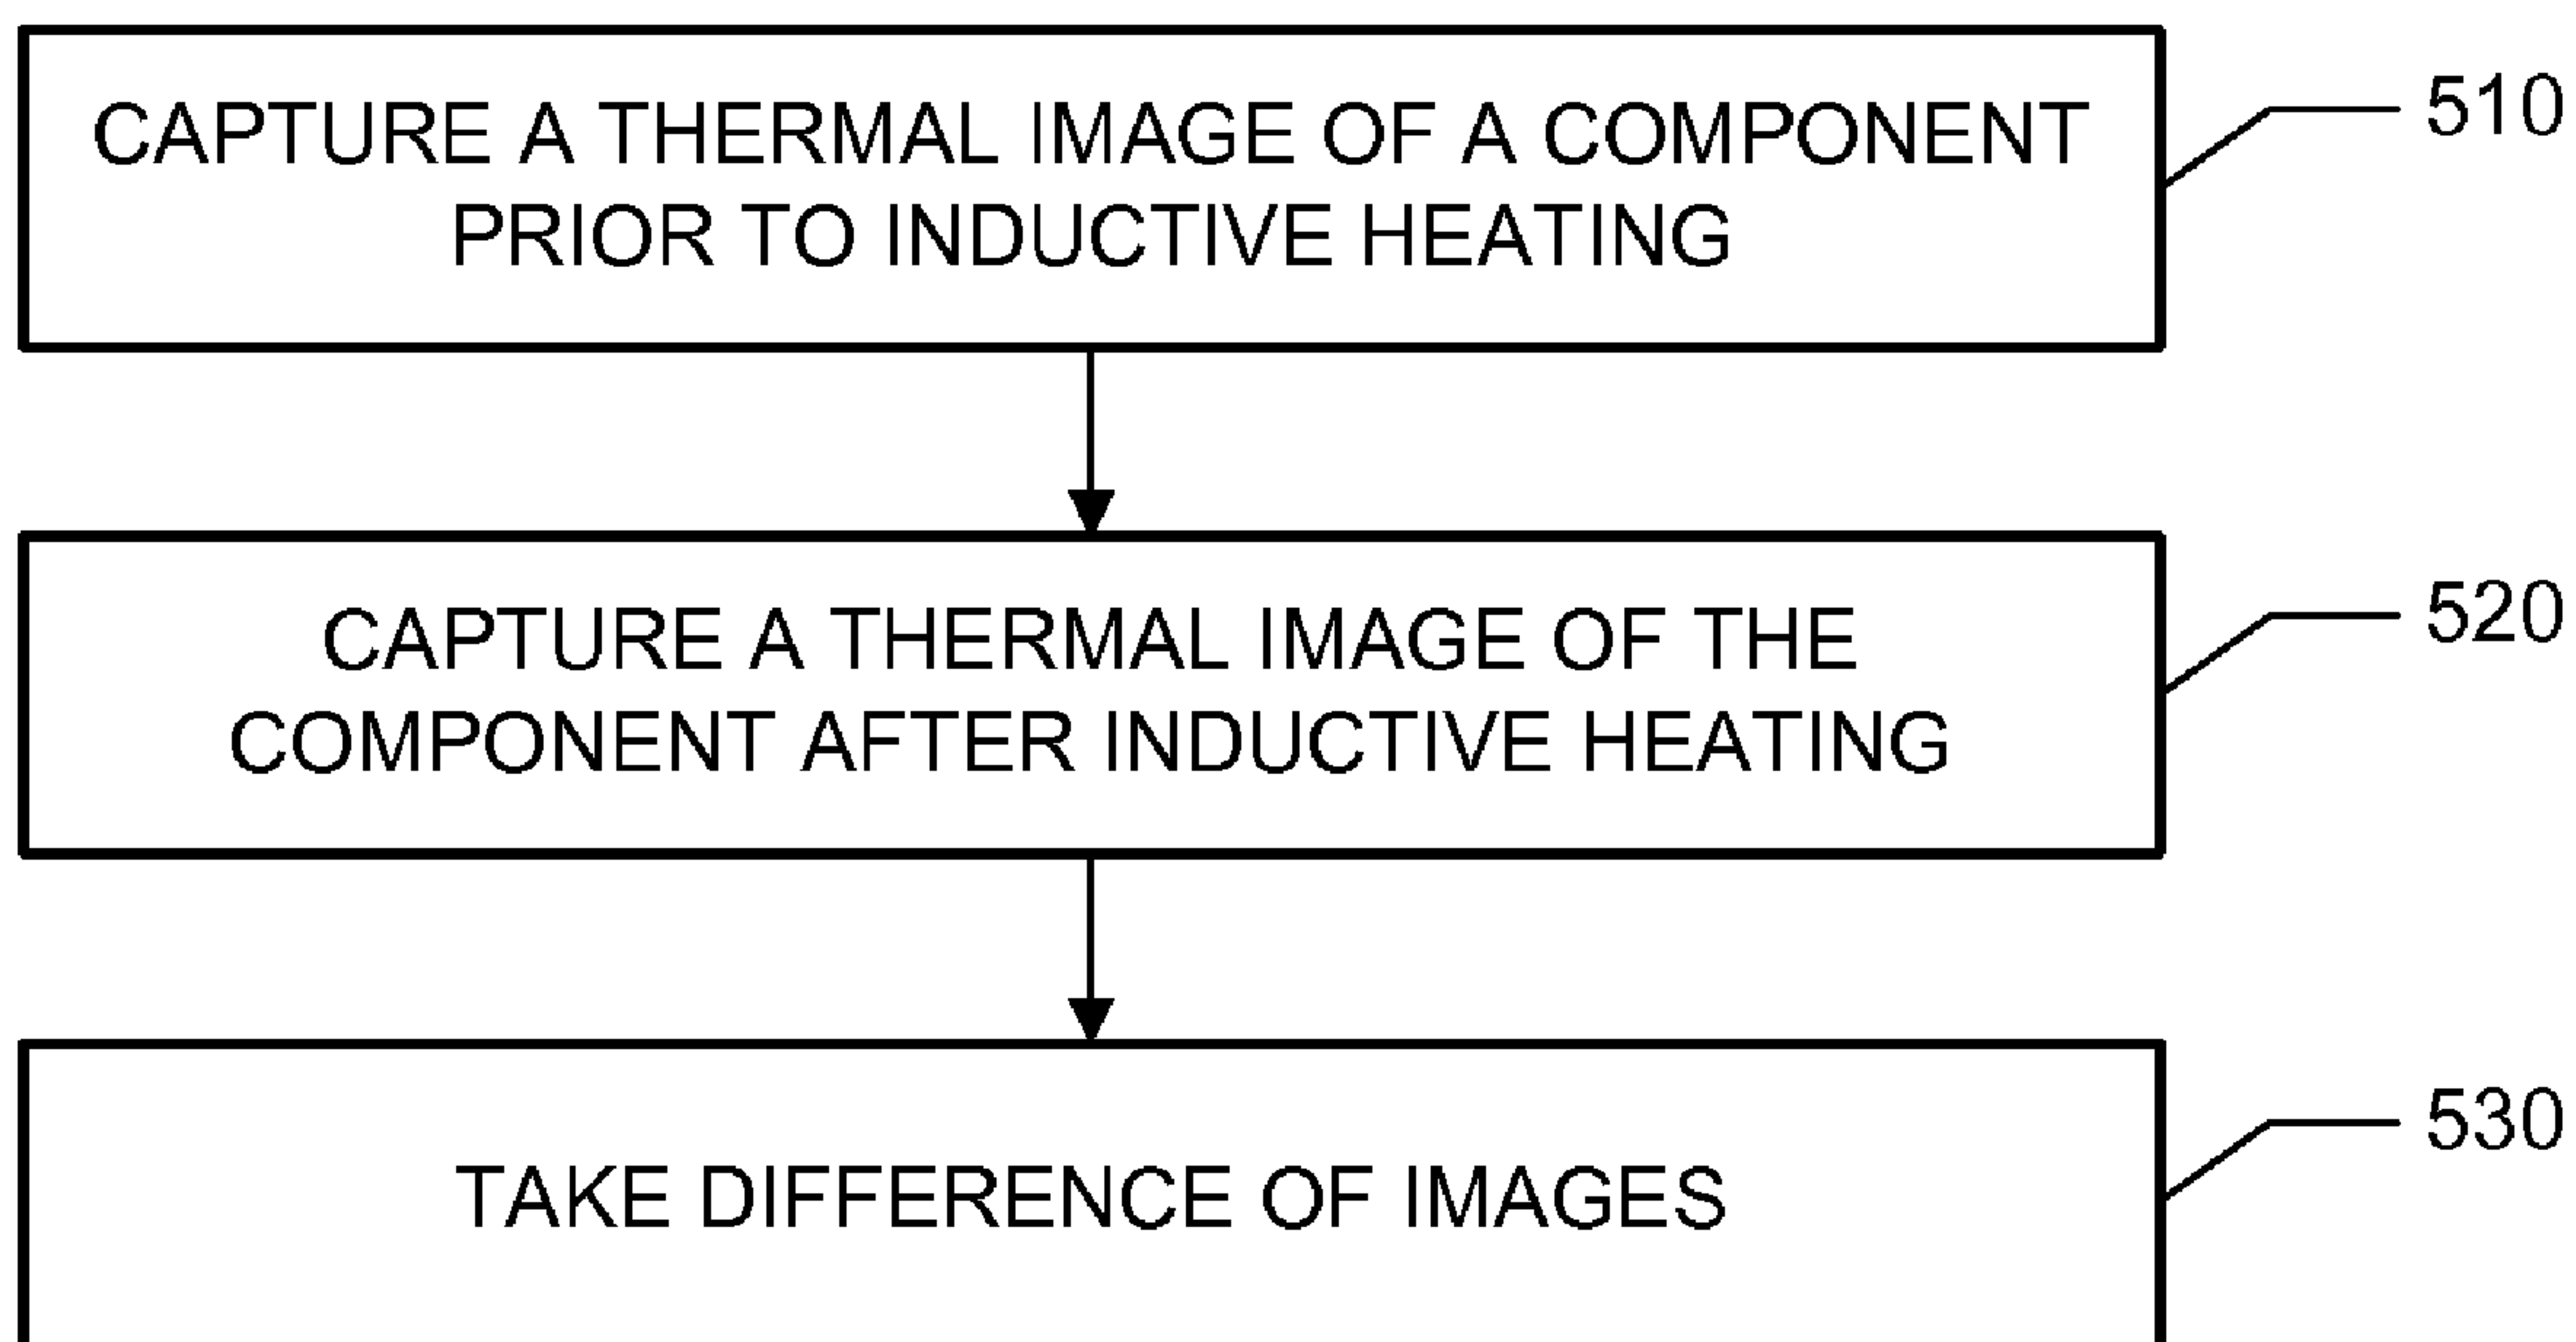 CAPTURE A THERMAL IMAGE OF A COMPONENT
PRIOR TO INDUCTIVE HEATING
510
CAPTURE A THERMAL IMAGE OF THE
COMPONENT AFTER INDUCTIVE HEATING
520
TAKE DIFFERENCE OF IMAGES
530